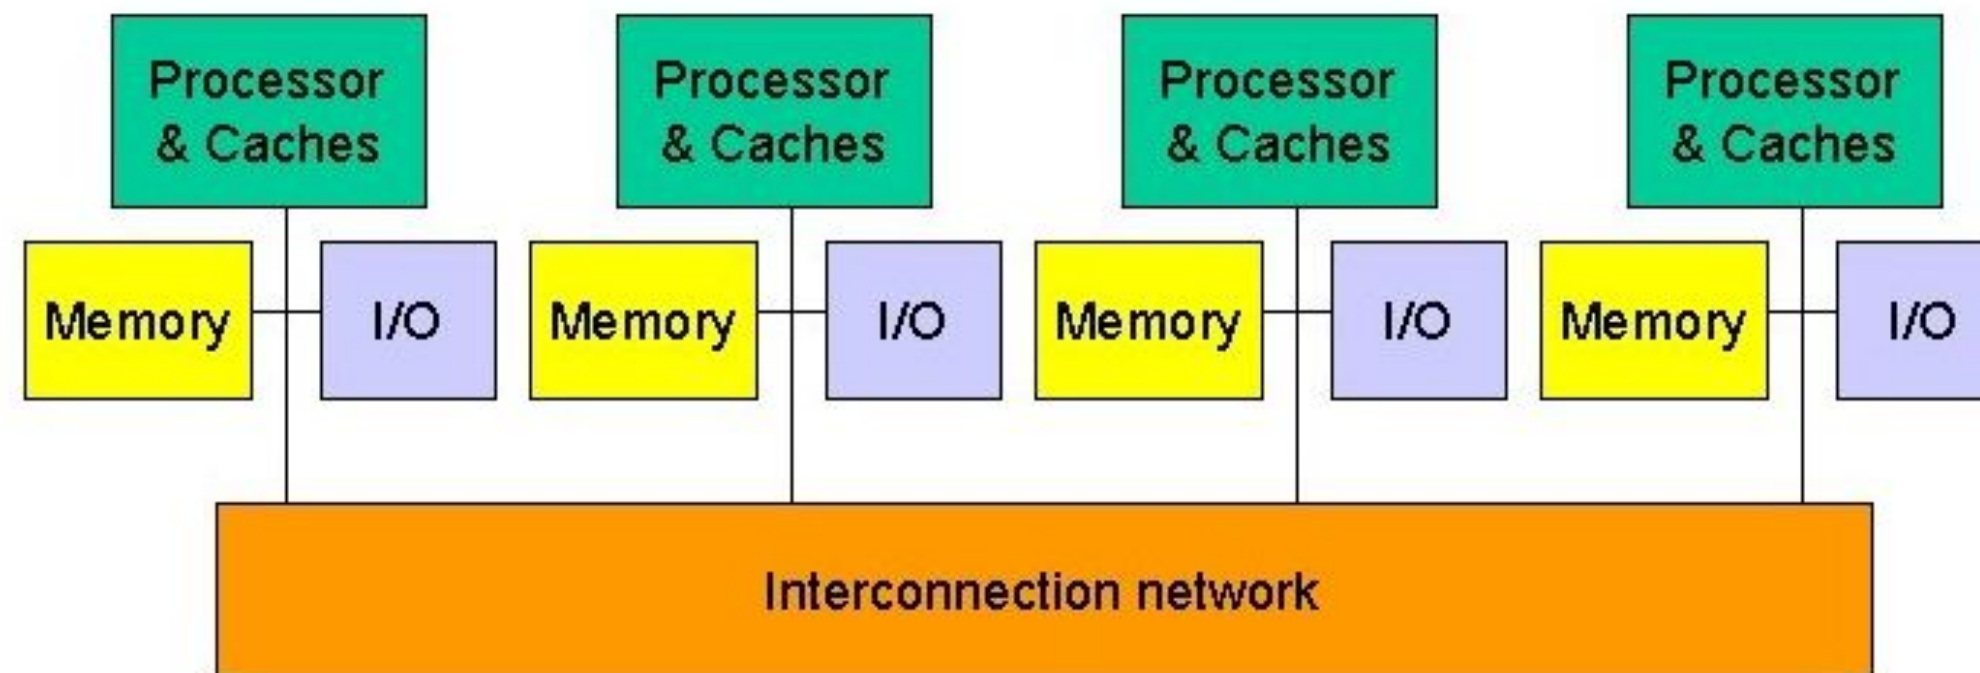 Processor
& Caches
Processor
& Caches
Processor
& Caches
Processor
& Caches
Memory
I/O
Memory
I/O
Memory
I/O
Memory
I/O
Interconnection network